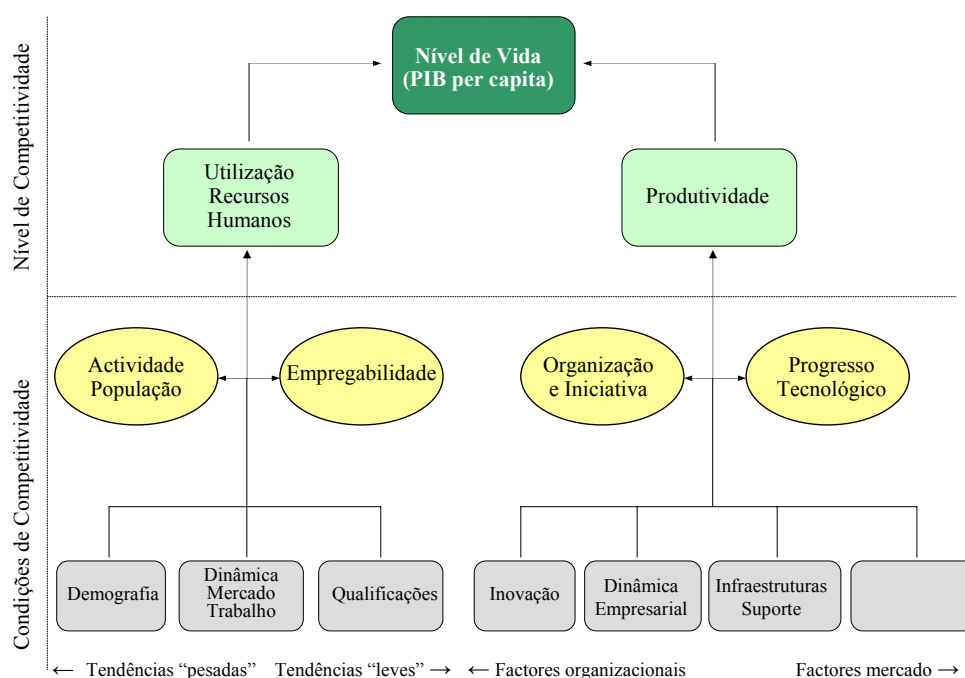 Nível de Competitividade
Nível de Vida
(PIB per capita)
Utilização
Recursos
Humanos
Produtividade
Condições de Competitividade
Actividade
População
Empregabilidade
Organização
e Iniciativa
Progresso
Tecnológico
Demografia
Dinâmica
Mercado
Trabalho
Qualificações
Inovação
Dinâmica
Empresarial
Infraestruturas
Suporte
← Tendências “pesadas”
Tendências “leves” →
← Factores organizacionais
Factores mercado →